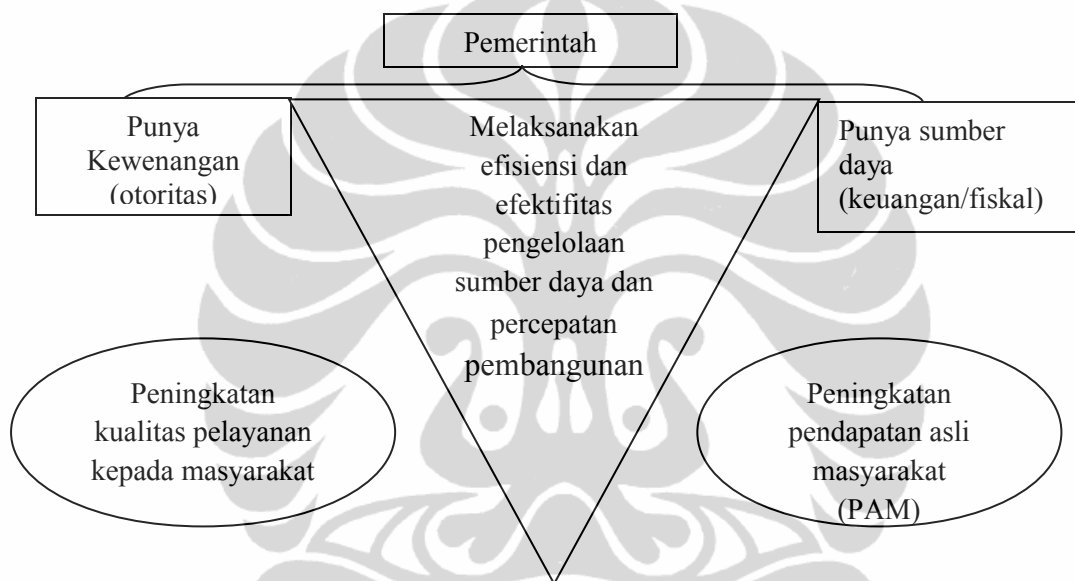 Pemerintah
Punya
Kewenangan
(otoritas)
Melaksanakan
efisiensi dan
efektifitas
pengelolaan
sumber daya dan
percepatan
pembangunan
Punya sumber
daya
(keuangan/fiskal)
Peningkatan
kualitas pelayanan
kepada masyarakat
Peningkatan
pendapatan asli
masyarakat
(PAM)